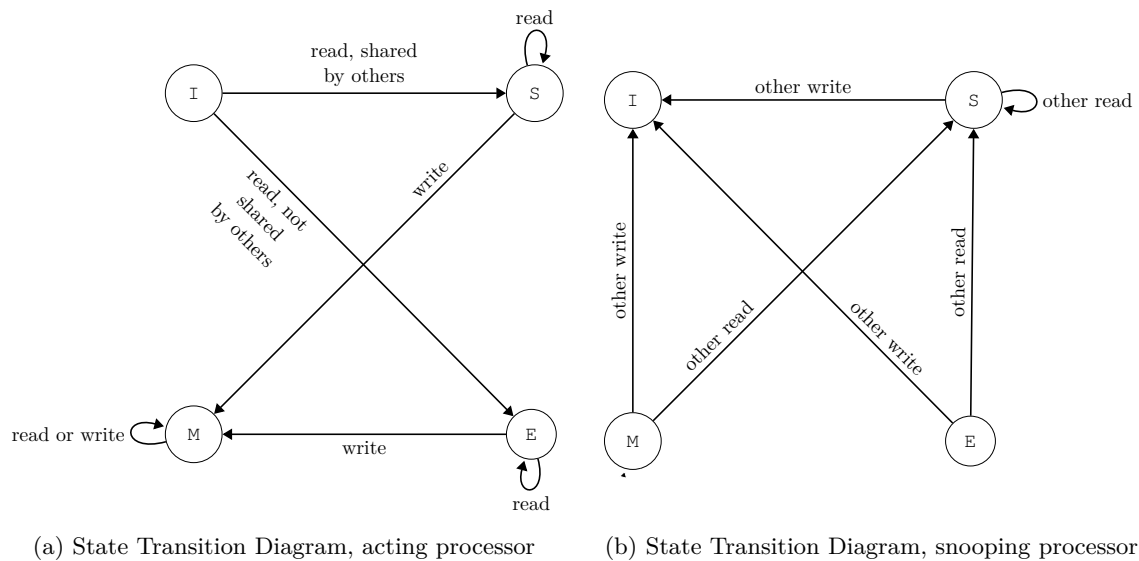 read
read, shared
by others
I
S
write
read, not
shared
by others
read or write
M
write
E
read
(a) State Transition Diagram, acting processor
I
other write
S
other read
other write
other read
other write
other read
M
E
(b) State Transition Diagram, snooping processor